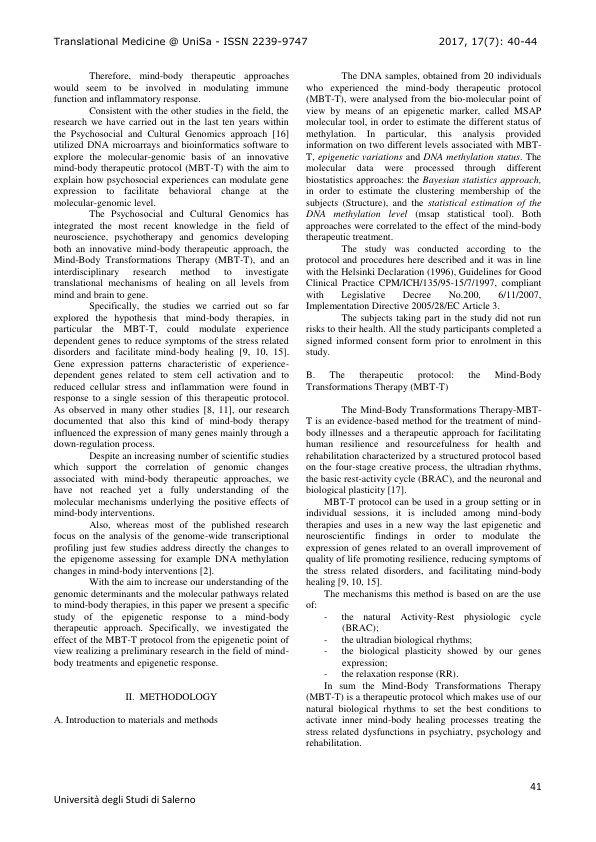 Translational Medicine @ UniSa - ISSN 2239-9747 2017, 17(7): 40-44
Therefore, mind-body therapeutic approaches
would seem to be involved in modulating immune
function and inflammatory response.
Consistent with the other studies in the field, the
research we have carried out in the last ten years within
the Psychosocial and Cultural Genomics approach [16]
utilized DNA microarrays and bioinformatics software to
explore the molecular-genomic basis of an innovative
mind-body therapeutic protocol (MBT-T) with the aim to
explain how psychosocial experiences can modulate gene
expression to facilitate behavioral change at the
molecular-genomic level.
The Psychosocial and Cultural Genomics has
integrated the most recent knowledge in the field of
neuroscience, psychotherapy and genomics developing
both an innovative mind-body therapeutic approach, the
Mind-Body Transformations Therapy (MBT-T), and an
interdisciplinary research method to investigate
translational mechanisms of healing on all levels from
mind and brain to gene.
Specifically, the studies we carried out so far
explored the hypothesis that mind-body therapies, in
particular the MBT-T, could modulate experience
dependent genes to reduce symptoms of the stress related
disorders and facilitate mind-body healing [9, 10, 15].
Gene expression patterns characteristic of experience-
dependent genes related to stem cell activation and to
reduced cellular stress and inflammation were found in
response to a single session of this therapeutic protocol.
As observed in many other studies [8, 11], our research
documented that also this kind of mind-body therapy
influenced the expression of many genes mainly through a
down-regulation process.
Despite an increasing number of scientific studies
which support the correlation of genomic changes
associated with mind-body therapeutic approaches, we
have not reached yet a fully understanding of the
molecular mechanisms underlying the positive effects of
mind-body interventions.
Also, whereas most of the published research
focus on the analysis of the genome-wide transcriptional
profiling just few studies address directly the changes to
the epigenome assessing for example DNA methylation
changes in mind-body interventions [2].
With the aim to increase our understanding of the
genomic determinants and the molecular pathways related
to mind-body therapies, in this paper we present a specific
study of the epigenetic response to a mind-body
therapeutic approach. Specifically, we investigated the
effect of the MBT-T protocol from the epigenetic point of
view realizing a preliminary research in the field of mind-
body treatments and epigenetic response.
II. METHODOLOGY
A. Introduction to materials and methods
The DNA samples, obtained from 20 individuals
who experienced the mind-body therapeutic protocol
(MBT-T), were analysed from the bio-molecular point of
view by means of an epigenetic marker, called MSAP
molecular tool, in order to estimate the different status of
methylation. In particular, this analysis provided
information on two different levels associated with MBT-
T, epigenetic variations and DNA methylation status. The
molecular data were processed through different
biostatistics approaches: the Bayesian statistics approach,
in order to estimate the clustering membership of the
subjects (Structure), and the statistical estimation of the
DNA methylation level (msap statistical tool). Both
approaches were correlated to the effect of the mind-body
therapeutic treatment.
The study was conducted according to the
protocol and procedures here described and it was in line
with the Helsinki Declaration (1996), Guidelines for Good
Clinical Practice CPM/ICH/135/95-15/7/1997, compliant
with Legislative Decree No.200, 6/11/2007,
Implementation Directive 2005/28/EC Article 3.
The subjects taking part in the study did not run
risks to their health. All the study participants completed a
signed informed consent form prior to enrolment in this
study.
B. The therapeutic protocol: the Mind-Body
Transformations Therapy (MBT-T)
The Mind-Body Transformations Therapy-MBT-
T is an evidence-based method for the treatment of mind-
body illnesses and a therapeutic approach for facilitating
human resilience and resourcefulness for health and
rehabilitation characterized by a structured protocol based
on the four-stage creative process, the ultradian rhythms,
the basic rest-activity cycle (BRAC), and the neuronal and
biological plasticity [17].
MBT-T protocol can be used in a group setting or in
individual sessions, it is included among mind-body
therapies and uses in a new way the last epigenetic and
neuroscientific findings in order to modulate the
expression of genes related to an overall improvement of
quality of life promoting resilience, reducing symptoms of
the stress related disorders, and facilitating mind-body
healing [9, 10, 15].
The mechanisms this method is based on are the use
of:
- the natural Activity-Rest physiologic cycle
(BRAC);
- the ultradian biological rhythms;
- the biological plasticity showed by our genes
expression;
- the relaxation response (RR).
In sum the Mind-Body Transformations Therapy
(MBT-T) is a therapeutic protocol which makes use of our
natural biological rhythms to set the best conditions to
activate inner mind-body healing processes treating the
stress related dysfunctions in psychiatry, psychology and
rehabilitation.
41
Università degli Studi di Salerno